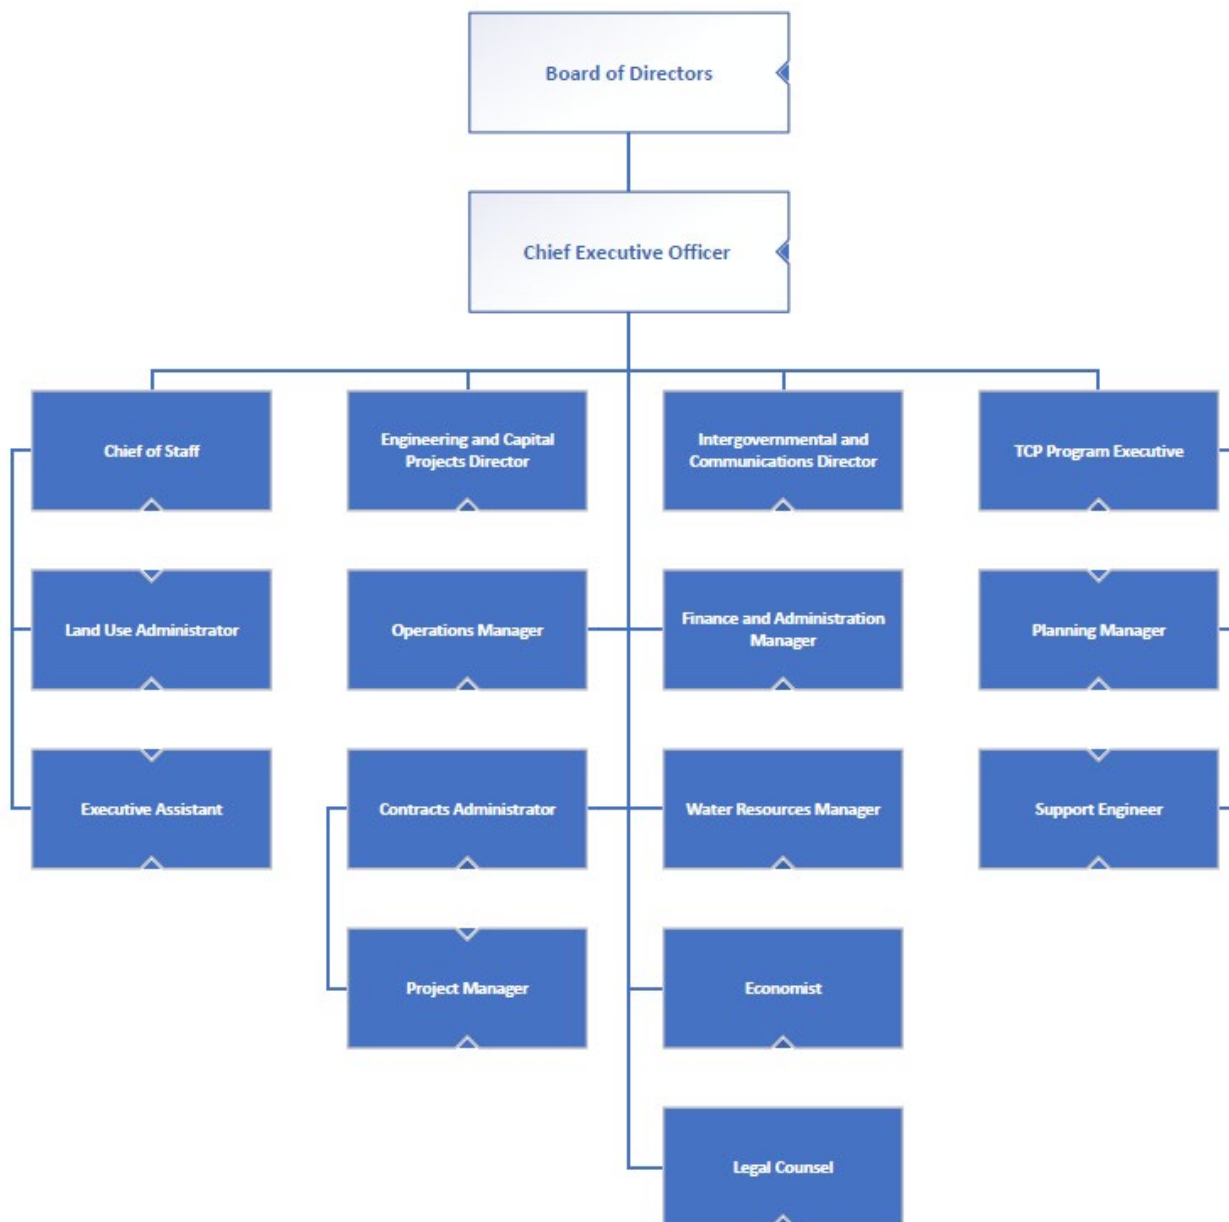 Board of Directors
Chief Executive Officer
Chief of Staff
Engineering and Capital
Projects Director
Intergovernmental and
Communications Director
TCP Program Executive
Land Use Administrator
Operations Manager
Finance and Administration
Manager
Planning Manager
Executive Assistant
Contracts Administrator
Water Resources Manager
Support Engineer
Project Manager
Economist
Legal Counsel